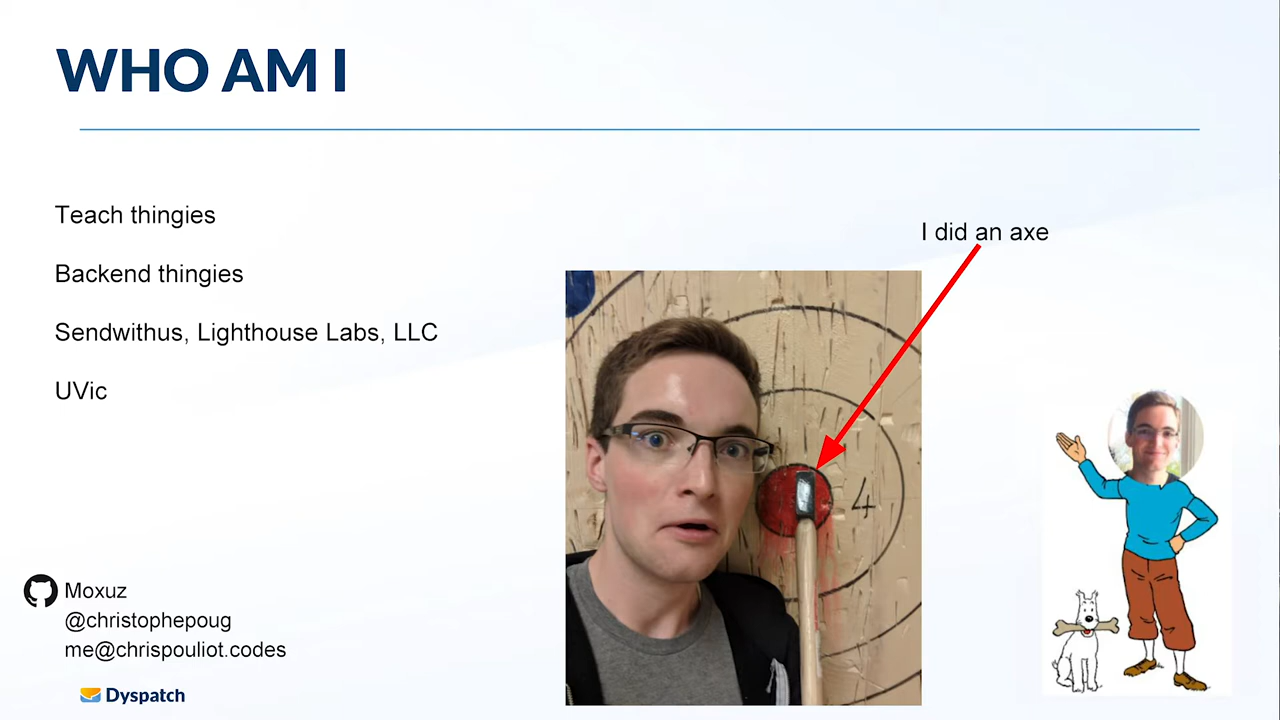 WHO AM I
Teach thingies
Backend thingies
Sendwithus, Lighthouse Labs, LLC
UVic
I did an axe
4
Moxuz
@christophepoug
me@chrispouliot.codes
Dyspatch